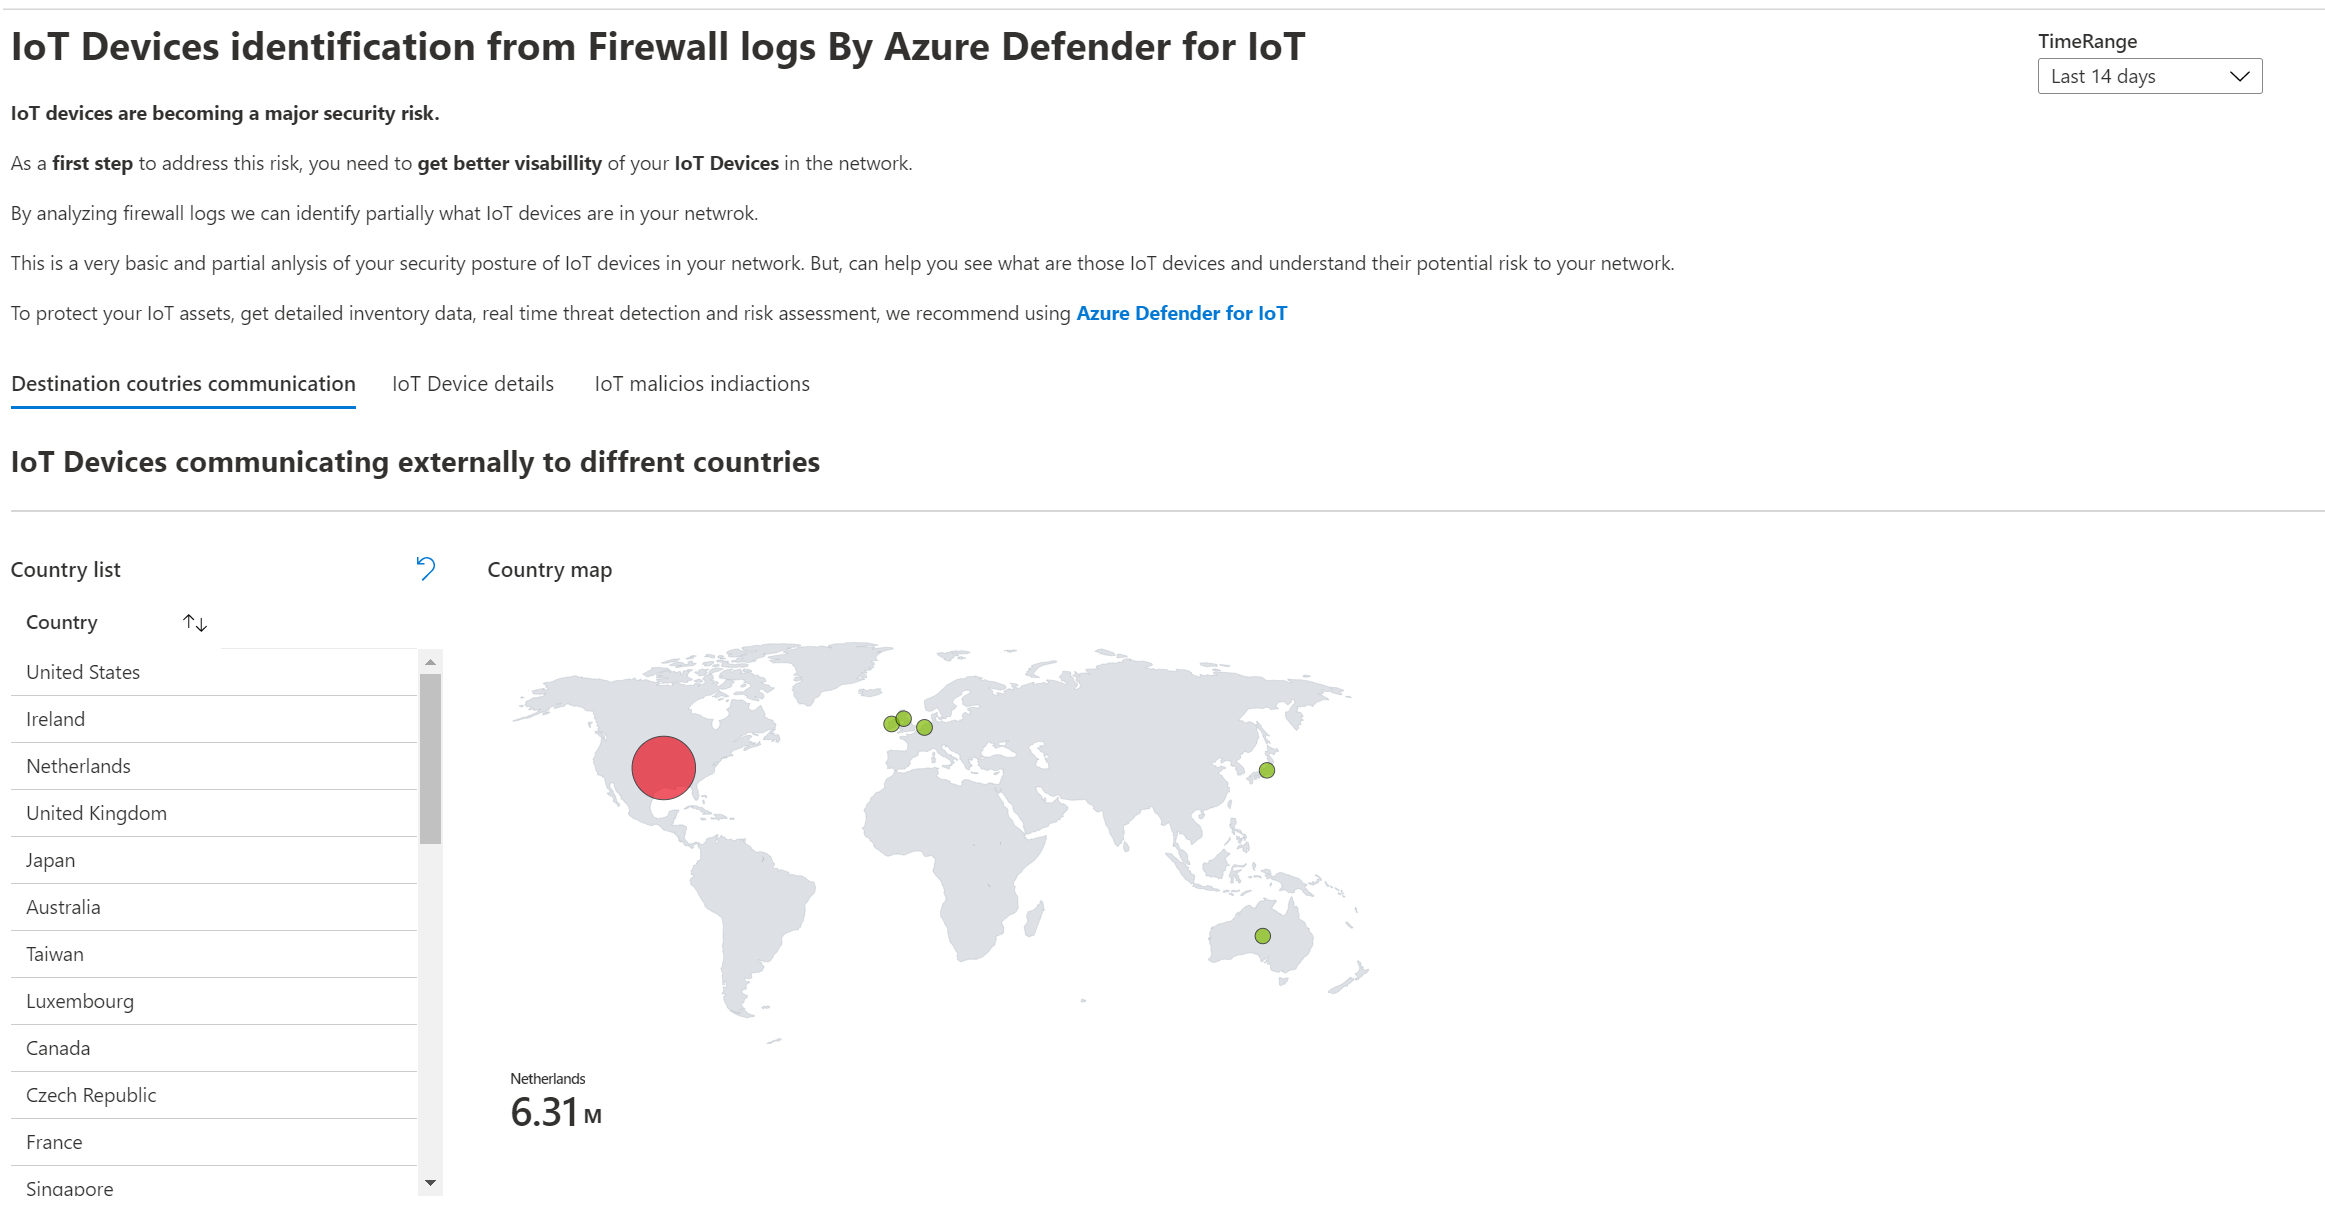 IoT Devices identification from Firewall logs By Azure Defender for IoT
TimeRange
Last 14 days
IoT devices are becoming a major security risk.
As a first step to address this risk, you need to get better visabillity of your IoT Devices in the network.
By analyzing firewall logs we can identify partially what IoT devices are in your netwrok.
This is a very basic and partial anlysis of your security posture of IoT devices in your network. But, can help you see what are those IoT devices and understand their potential risk to your network.
To protect your IoT assets, get detailed inventory data, real time threat detection and risk assessment, we recommend using Azure Defender for IoT
Destination coutries communication
IoT Device details
IoT malicios indiactions
IoT Devices communicating externally to diffrent countries
Country list
Country
United States
Ireland
Netherlands
United Kingdom
Japan
Australia
Taiwan
Luxembourg
Canada
Czech Republic
France
Singapore
Country map
Netherlands
6.31 M